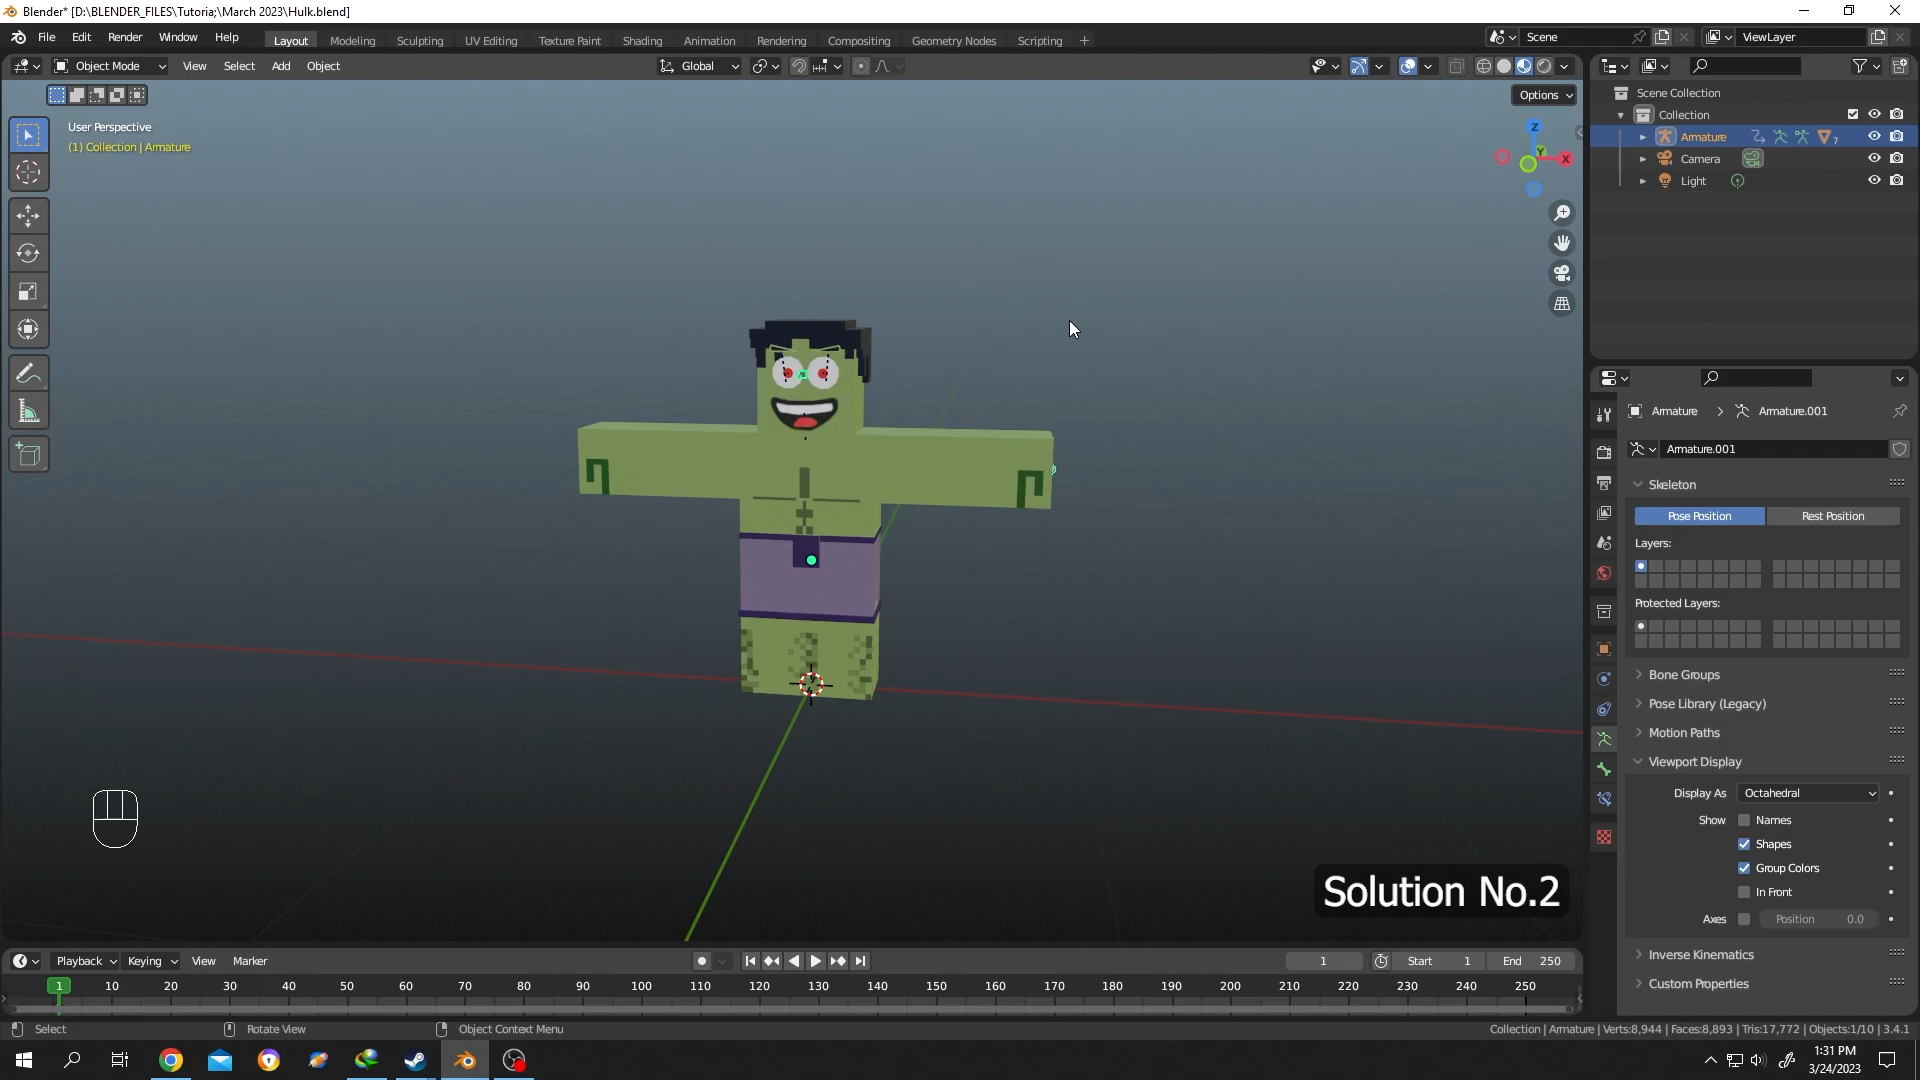 Blender* [D:\BLENDER_FILES\Tutoria;\March 2023\Hulk.blend]
File Edit Render Window Help Layout Modeling Sculpting UV Editing Texture Paint Shading Animation Rendering Compositing Geometry Nodes Scripting Scene ViewLayer
Object Mode View Select Add Object Global
Options
User Perspective
(1) Collection | Armature
Z
Y
X
Scene Collection
Collection
Armature 7
Camera
Light
Armature Armature.001
Armature.001
Skeleton
Pose Position Rest Position
Layers:
Protected Layers:
Bone Groups
Pose Library (Legacy)
Motion Paths
Viewport Display
Display As Octahedral
Show Names
Shapes
Group Colors
In Front
Axes Position 0.0
Inverse Kinematics
Custom Properties
Solution No.2
Playback Keying View Marker 1 Start 1 End 250
1 10 20 30 40 50 60 70 80 90 100 110 120 130 140 150 160 170 180 190 200 210 220 230 240 250
Select Rotate View Object Context Menu Collection | Armature | Verts:8,944 | Faces:8,893 | Tris:17,772 | Objects:1/10 | 3.4.1
1:31 PM
3/24/2023